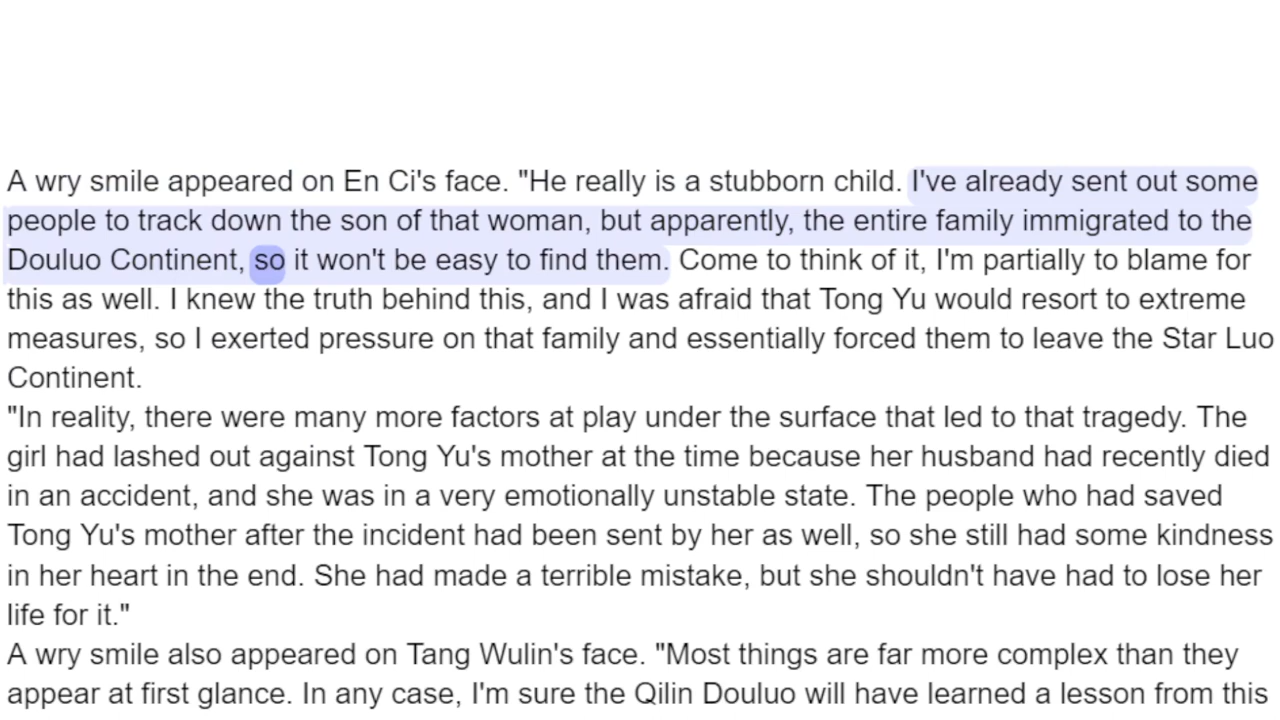 A wry smile appeared on En Ci's face. "He really is a stubborn child. I've already sent out some
people to track down the son of that woman, but apparently, the entire family immigrated to the
Douluo Continent, so it won't be easy to find them. Come to think of it, I'm partially to blame for
this as well. I knew the truth behind this, and I was afraid that Tong Yu would resort to extreme
measures, so I exerted pressure on that family and essentially forced them to leave the Star Luo
Continent.
"In reality, there were many more factors at play under the surface that led to that tragedy. The
girl had lashed out against Tong Yu's mother at the time because her husband had recently died
in an accident, and she was in a very emotionally unstable state. The people who had saved
Tong Yu's mother after the incident had been sent by her as well, so she still had some kindness
in her heart in the end. She had made a terrible mistake, but she shouldn't have had to lose her
life for it."
A wry smile also appeared on Tang Wulin's face. "Most things are far more complex than they
appear at first glance. In any case, I'm sure the Qilin Douluo will have learned a lesson from this